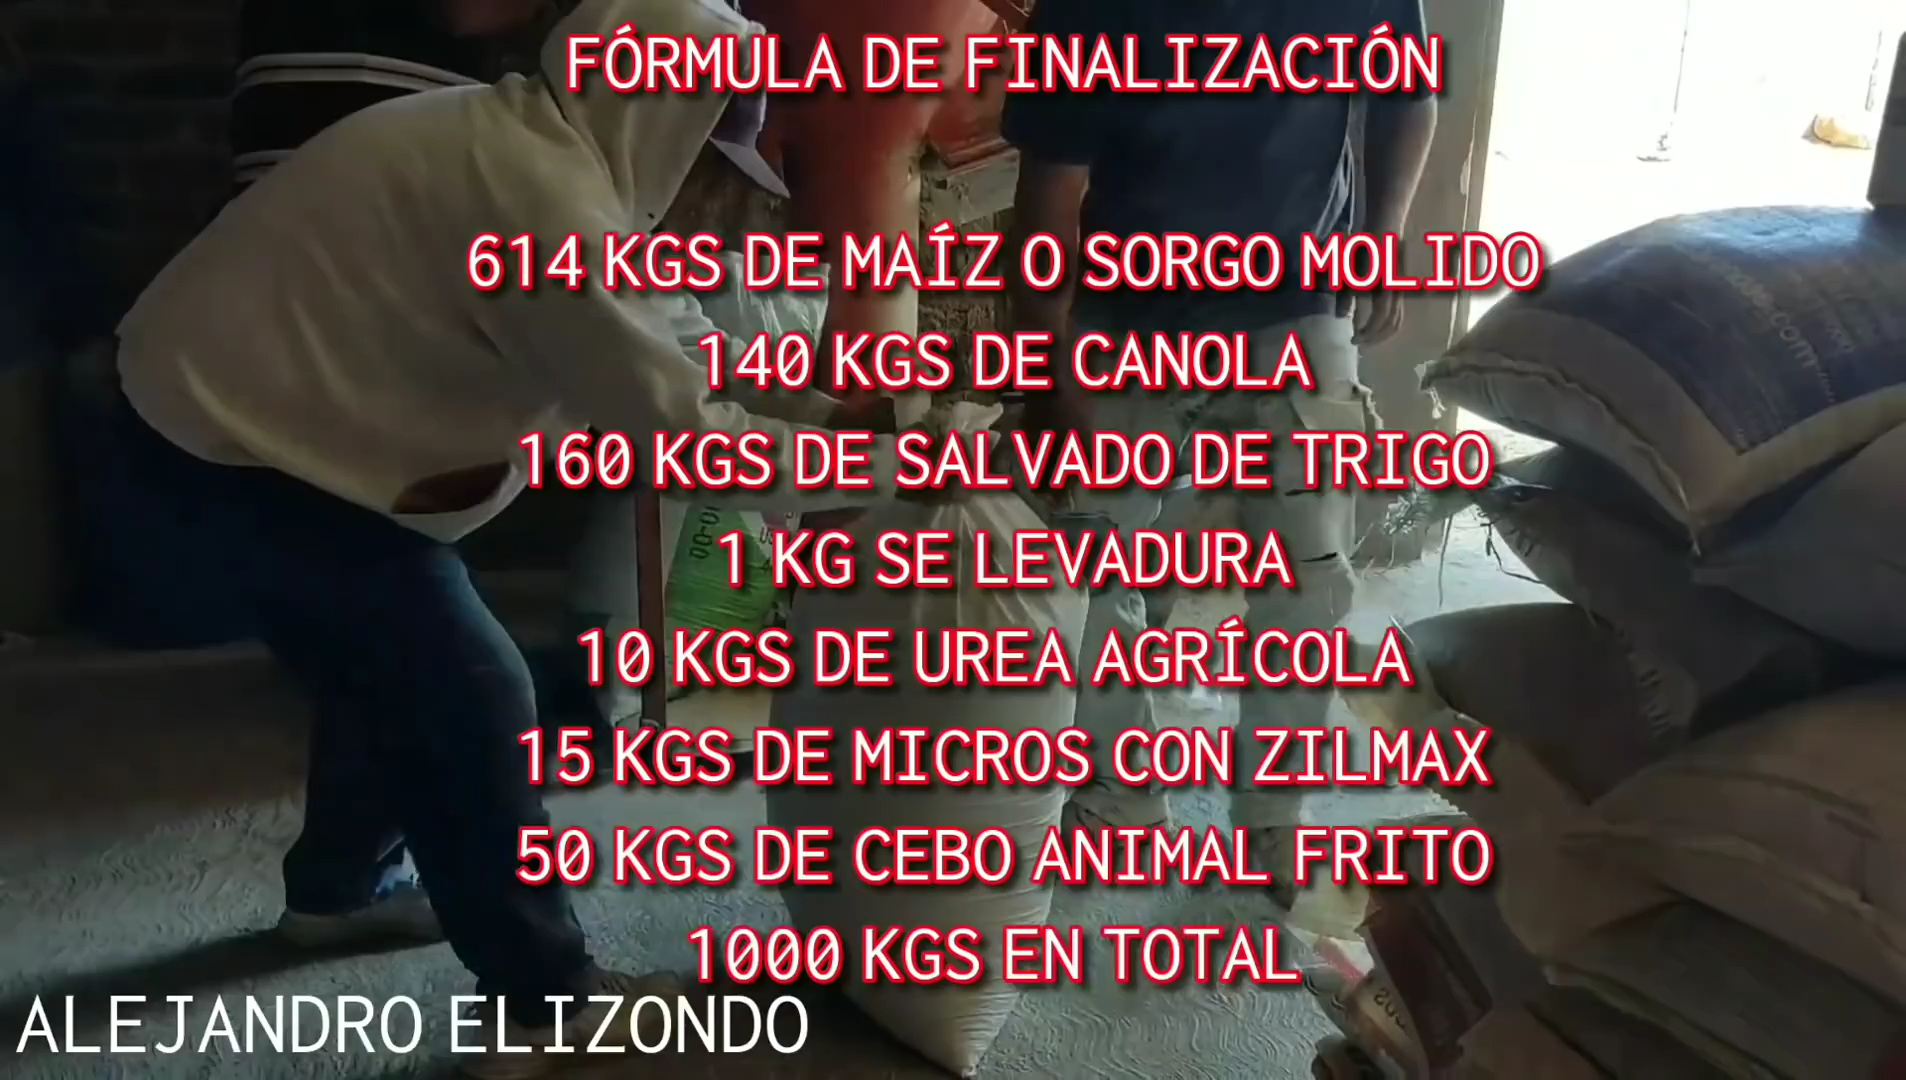 FÓRMULA DE FINALIZACIÓN
614 KGS DE MAÍZ O SORGO MOLIDO
140 KGS DE CANOLA
160 KGS DE SALVADO DE TRIGO
1 KG SE LEVADURA
10 KGS DE UREA AGRÍCOLA
15 KGS DE MICROS CON ZILMAX
50 KGS DE CEBO ANIMAL FRITO
1000 KGS EN TOTAL
ALEJANDRO ELIZONDO